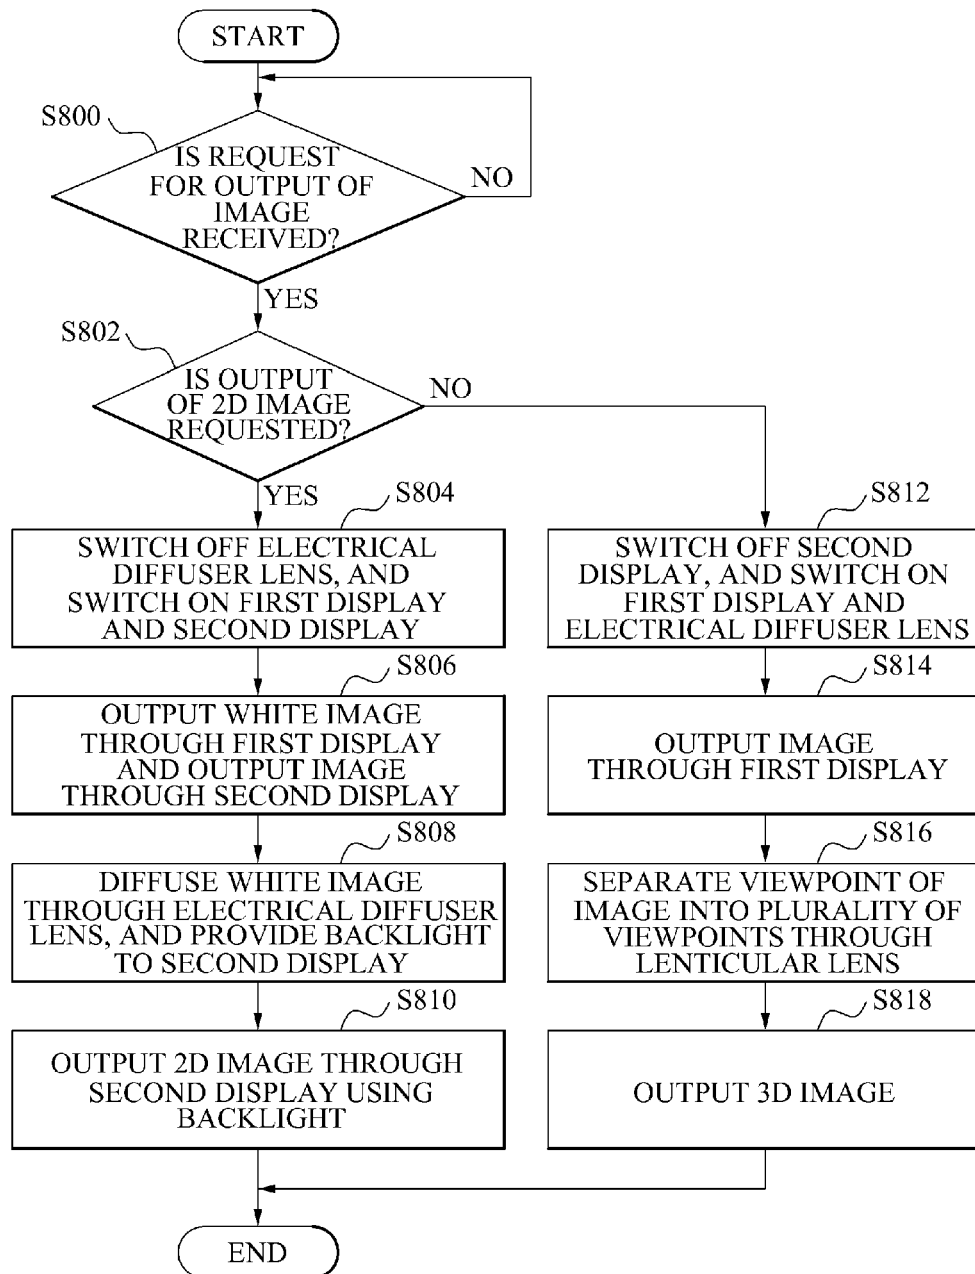 START
S800
IS REQUEST
FOR OUTPUT OF
IMAGE
RECEIVED?
NO
YES
S802
IS OUTPUT
OF 2D IMAGE
REQUESTED?
NO
YES
S804
SWITCH OFF ELECTRICAL
DIFFUSER LENS, AND
SWITCH ON FIRST DISPLAY
AND SECOND DISPLAY
S806
OUTPUT WHITE IMAGE
THROUGH FIRST DISPLAY
AND OUTPUT IMAGE
THROUGH SECOND DISPLAY
S808
DIFFUSE WHITE IMAGE
THROUGH ELECTRICAL DIFFUSER
LENS, AND PROVIDE BACKLIGHT
TO SECOND DISPLAY
S810
OUTPUT 2D IMAGE THROUGH
SECOND DISPLAY USING
BACKLIGHT
S812
SWITCH OFF SECOND
DISPLAY, AND SWITCH ON
FIRST DISPLAY AND
ELECTRICAL DIFFUSER LENS
S814
OUTPUT IMAGE
THROUGH FIRST DISPLAY
S816
SEPARATE VIEWPOINT OF
IMAGE INTO PLURALITY OF
VIEWPOINTS THROUGH
LENTICULAR LENS
S818
OUTPUT 3D IMAGE
END